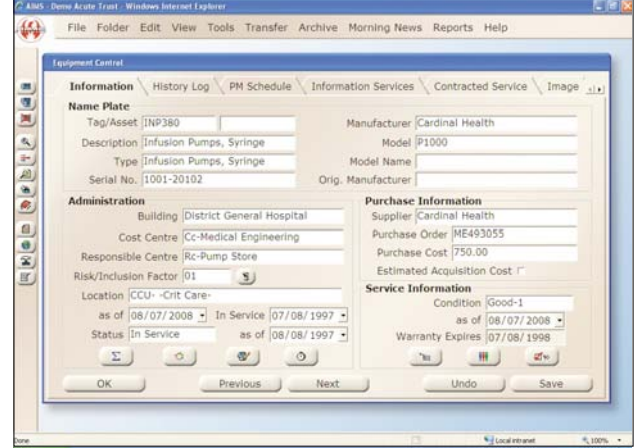 AIMS - Demo Acute Trust - Windows Internet Explorer
File Folder Edit View Tools Transfer Archive Morning News Reports Help
Equipment Control
Information History Log PM Schedule Information Services Contracted Service Image
Name Plate
Tag/Asset INP380 Manufacturer Cardinal Health
Description Infusion Pumps, Syringe Model P1000
Type Infusion Pumps, Syringe Model Name
Serial No. 1001-20102 Orig. Manufacturer
Administration Purchase Information
Building District General Hospital Supplier Cardinal Health
Cost Centre Cc-Medical Engineering Purchase Order ME493055
Responsible Centre Rc-Pump Store Purchase Cost 750.00
Risk/Inclusion Factor 01 Estimated Acquisition Cost
Location CCU- -Crit Care- Service Information
Condition Good-1
as of 08/07/2008 In Service 07/08/1997 as of 08/07/2008
Status In Service as of 08/08/1997 Warranty Expires 07/08/1998
Σ
OK Previous Next Undo Save
Done Local intranet 100%